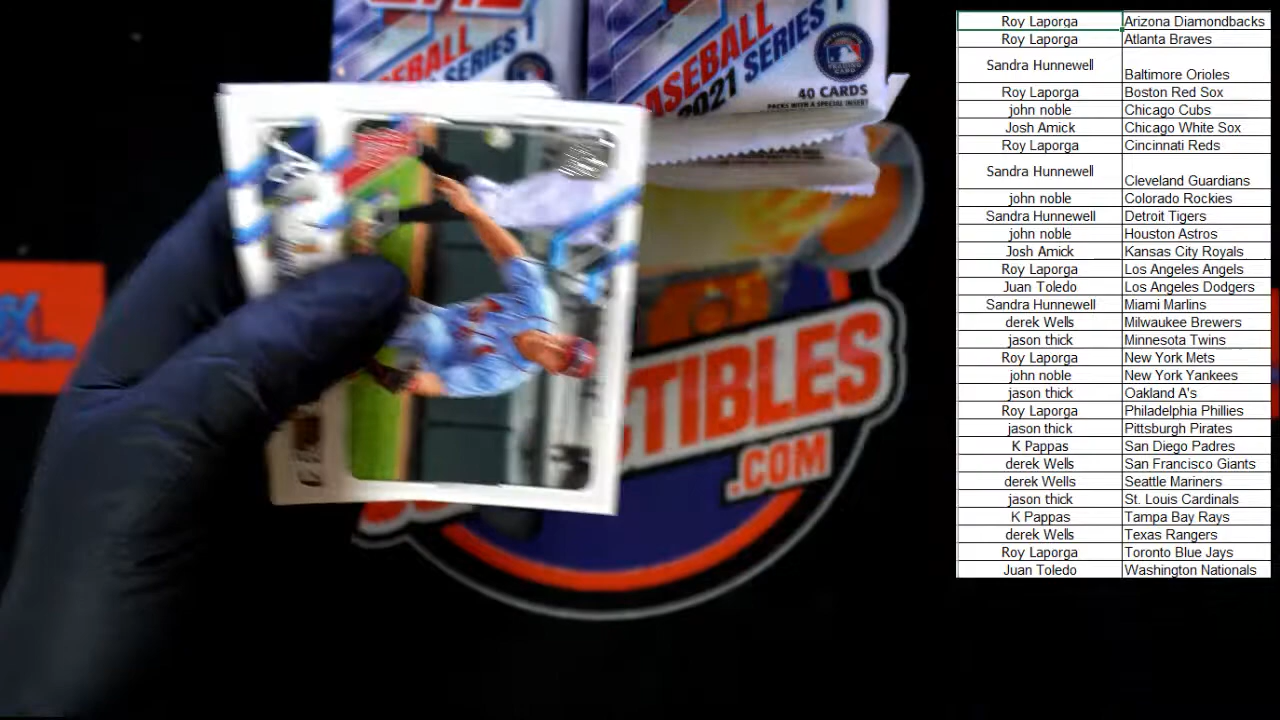 BASEBALL
SERIES 1
BASEBALL
2021 SERIES 1
40 CARDS
PACKS WITH A SPECIAL INSERT
CTIBLES
.COM
Roy Laporga Arizona Diamondbacks
Roy Laporga Atlanta Braves
Sandra Hunnewell Baltimore Orioles
Roy Laporga Boston Red Sox
john noble Chicago Cubs
Josh Amick Chicago White Sox
Roy Laporga Cincinnati Reds
Sandra Hunnewell Cleveland Guardians
john noble Colorado Rockies
Sandra Hunnewell Detroit Tigers
john noble Houston Astros
Josh Amick Kansas City Royals
Roy Laporga Los Angeles Angels
Juan Toledo Los Angeles Dodgers
Sandra Hunnewell Miami Marlins
derek Wells Milwaukee Brewers
jason thick Minnesota Twins
Roy Laporga New York Mets
john noble New York Yankees
jason thick Oakland A's
Roy Laporga Philadelphia Phillies
jason thick Pittsburgh Pirates
K Pappas San Diego Padres
derek Wells San Francisco Giants
derek Wells Seattle Mariners
jason thick St. Louis Cardinals
K Pappas Tampa Bay Rays
derek Wells Texas Rangers
Roy Laporga Toronto Blue Jays
Juan Toledo Washington Nationals